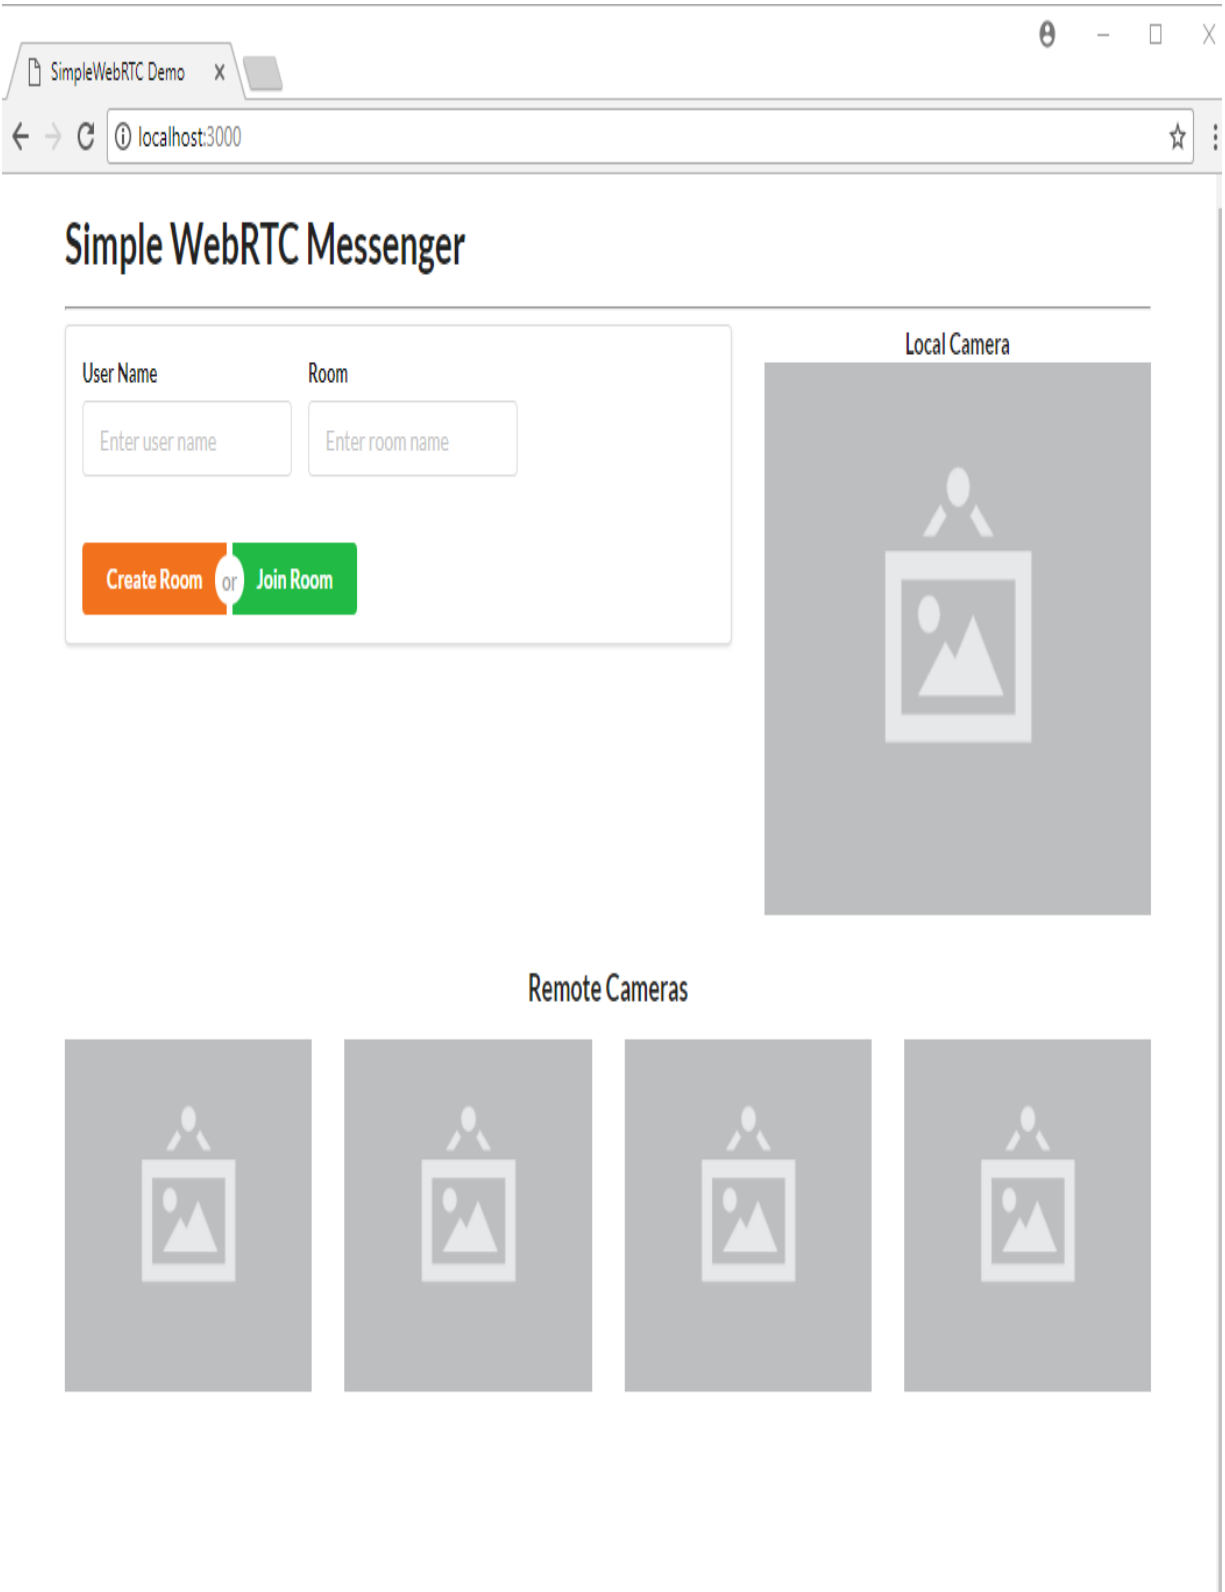 SimpleWebRTC Demo
localhost:3000
Simple WebRTC Messenger
Local Camera
User Name Room
Enter user name Enter room name
Create Room or Join Room
Remote Cameras